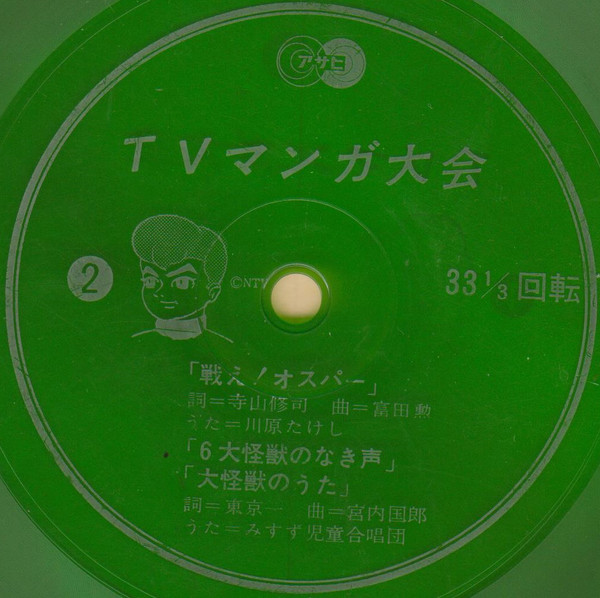 アサヒ
TVマンガ大会
2
©NTV
33 1/3 回転
「戦え!オスパー」
詞=寺山修司 曲=富田勲
うた=川原たけし
「6大怪獣のなき声」
「大怪獣のうた」
詞=東京一 曲=宮内国郎
うた=みすず児童合唱団